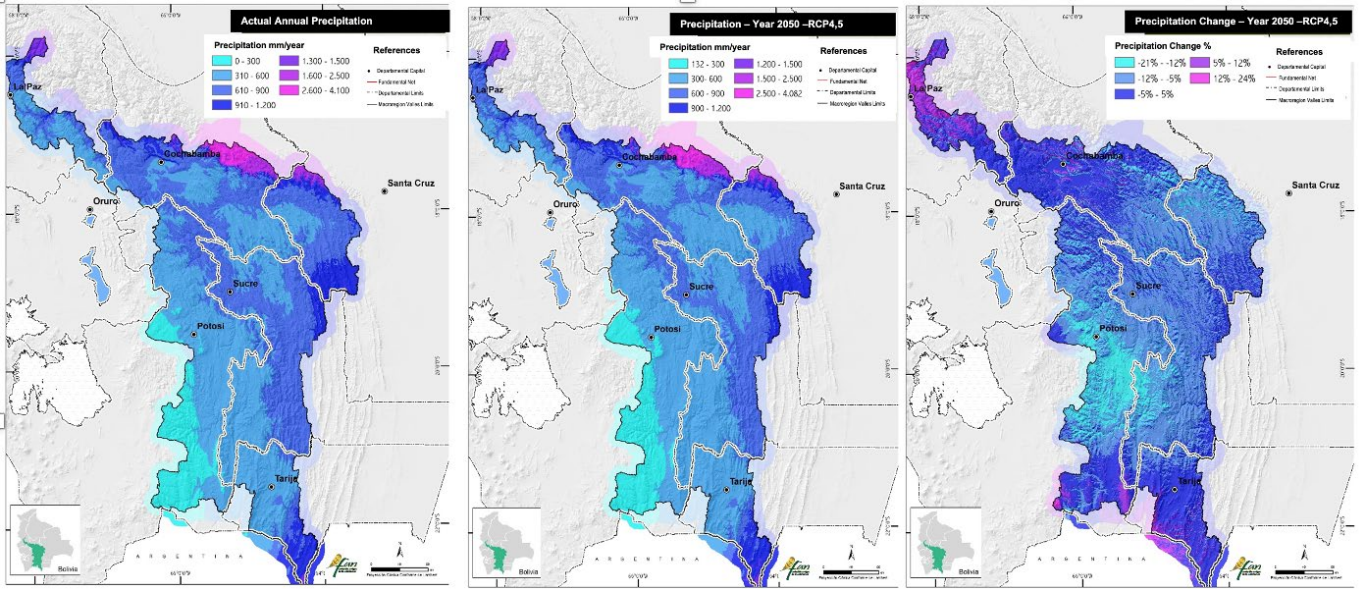 Actual Annual Precipitation
Precipitation mm/year
0 - 300
310 - 600
610 - 900
910 - 1.200
1.300 - 1.500
1.600 - 2.500
2.600 - 4.100
References
Departamental Capital
Fundamental Net
Departamental Limits
Macroregion Valles Limits
La Paz
Cochabamba
Santa Cruz
Oruro
Sucre
Potosi
Tarija
ARGENTINA
Bolivia
Precipitation – Year 2050 –RCP4,5
Precipitation mm/year
132 - 300
300- 600
600 - 900
900 - 1.200
1.200 - 1.500
1.500 - 2.500
2.500 - 4.082
References
Departamental Capital
Fundamental Net
Departamental Limits
Macroregion Valles Limits
La Paz
Cochabamba
Santa Cruz
Oruro
Sucre
Potosi
Tarija
ARGENTINA
Bolivia
Precipitation Change – Year 2050 –RCP4,5
Precipitation Change %
-21% - -12%
-12% - -5%
-5% - 5%
5% - 12%
12% - 24%
References
Departamental Capital
Fundamental Net
Departamental Limits
Macroregion Valles Limits
La Paz
Cochabamba
Santa Cruz
Oruro
Sucre
Potosi
Tarija
ARGENTINA
Bolivia